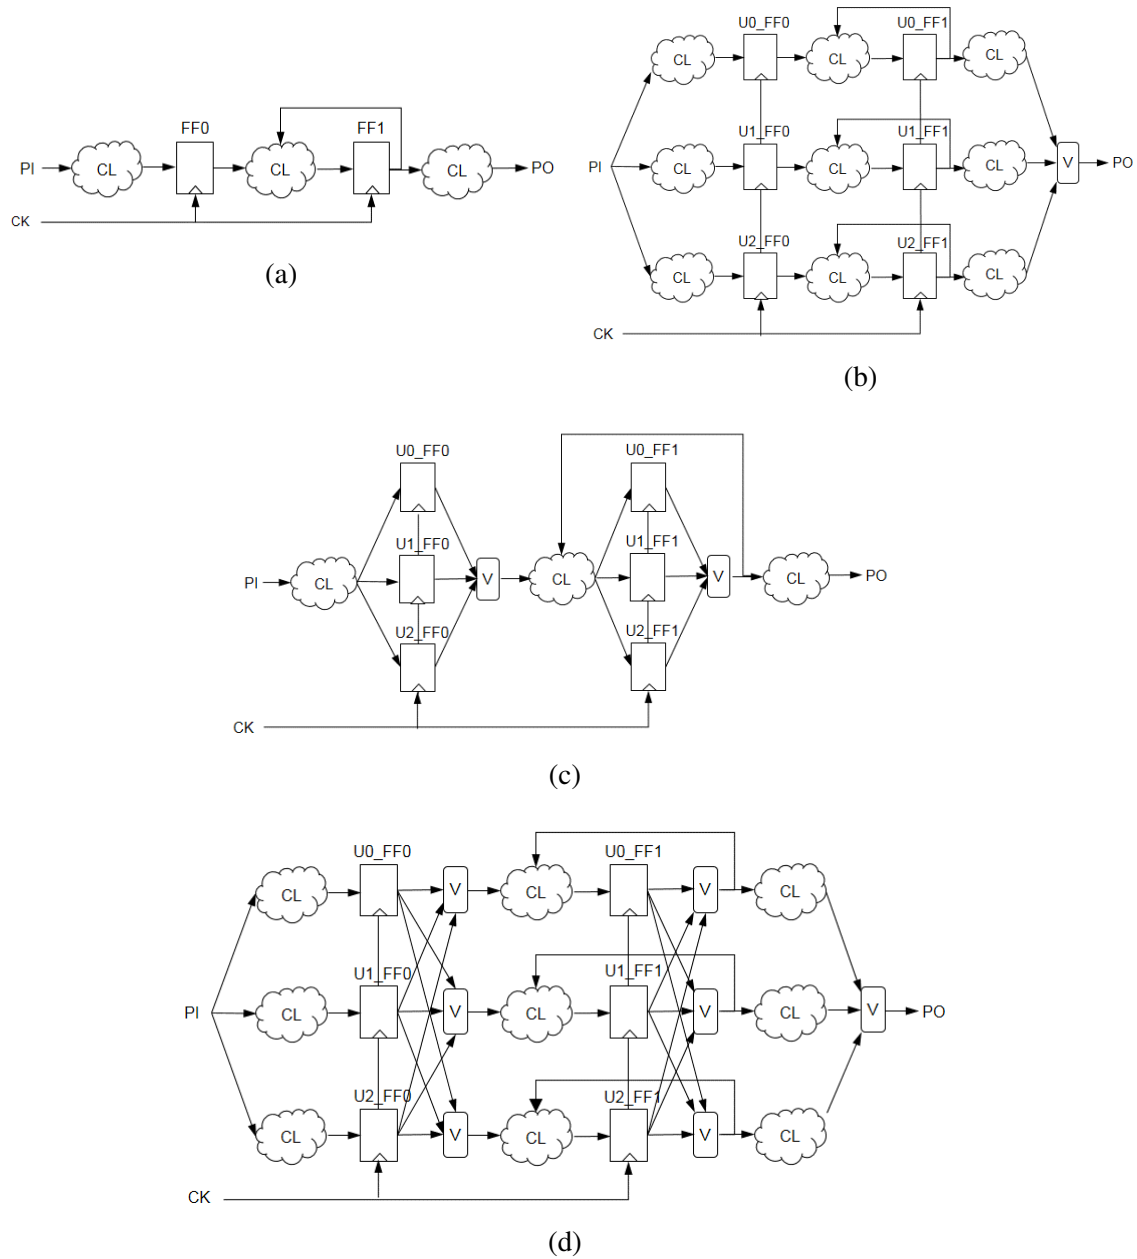 FF0
FF1
PI
CL
CL
CL
PO
CK
(a)
U0_FF0
U0_FF1
CL
CL
CL
U1_FF0
U1_FF1
PI
CL
CL
CL
V
PO
U2_FF0
U2_FF1
CL
CL
CL
CK
(b)
U0_FF0
U0_FF1
U1_FF0
U1_FF1
PI
CL
V
CL
V
CL
PO
U2_FF0
U2_FF1
CK
(c)
U0_FF0
U0_FF1
CL
V
CL
V
CL
U1_FF0
U1_FF1
PI
CL
V
CL
V
CL
V
PO
U2_FF0
U2_FF1
CL
V
CL
V
CL
CK
(d)